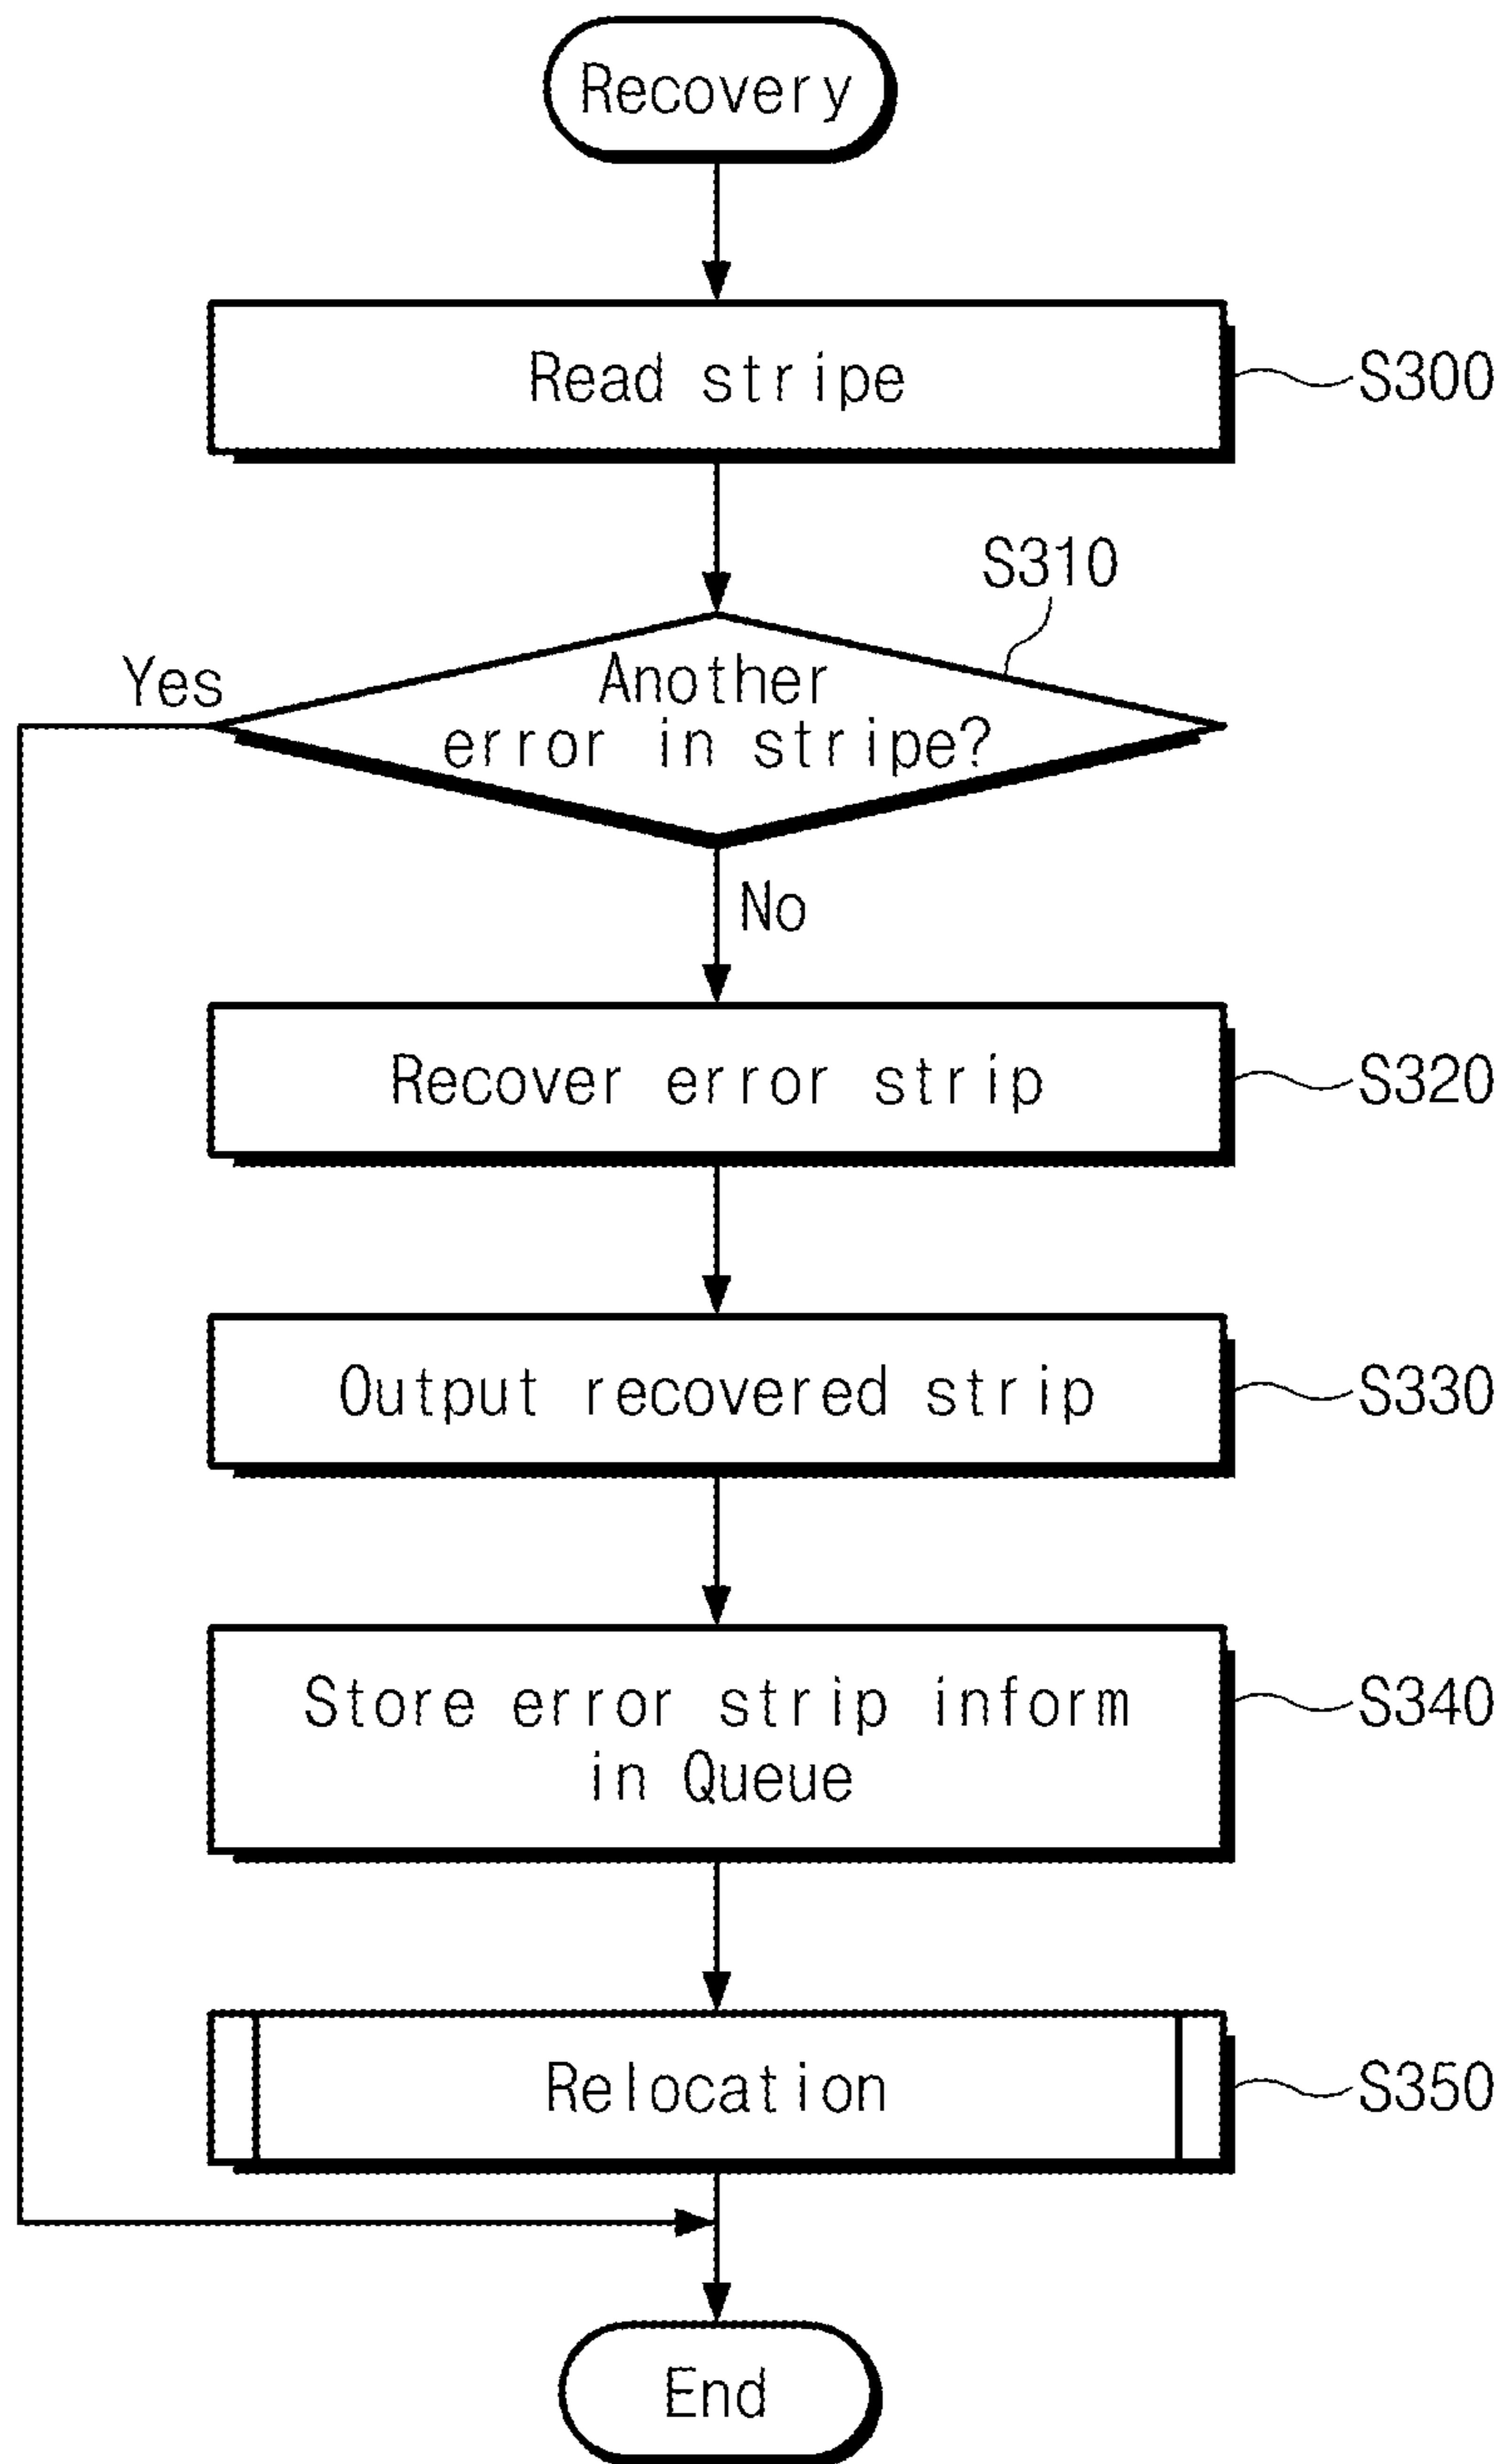 Recovery
Read stripe
S300
S310
Yes
Another
error in stripe?
No
Recover error strip
S320
Output recovered strip
S330
Store error strip inform
in Queue
S340
Relocation
S350
End